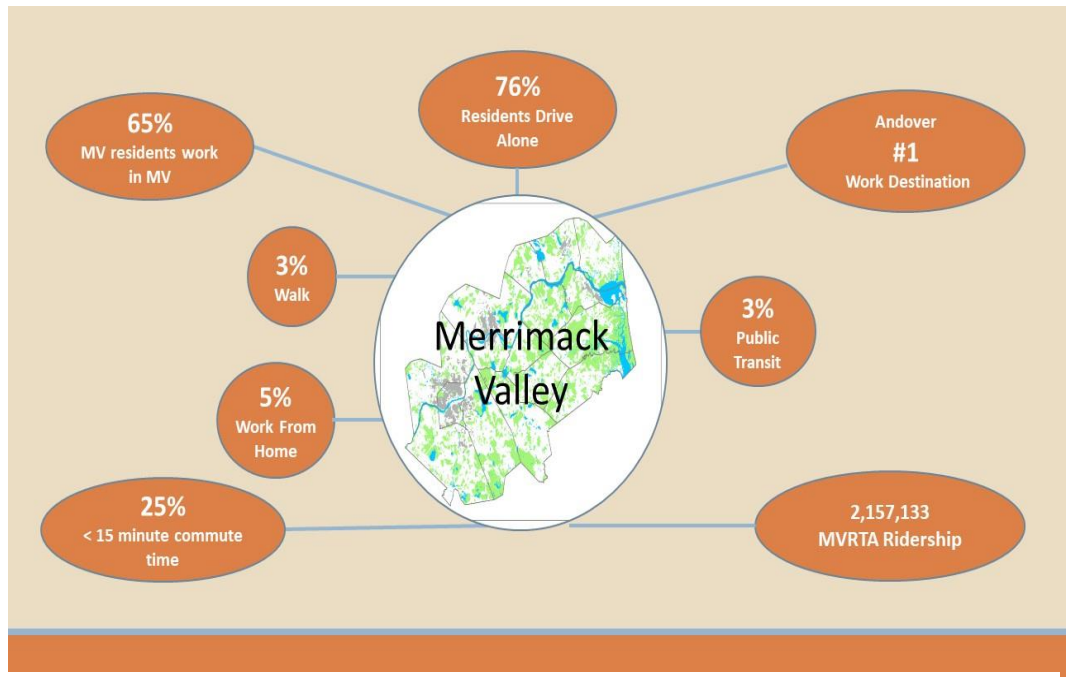 76%
Residents Drive
Alone
65%
MV residents work
in MV
Andover
#1
Work Destination
3%
Walk
3%
Public
Transit
Merrimack
Valley
5%
Work From
Home
25%
< 15 minute commute
time
2,157,133
MVRTA Ridership